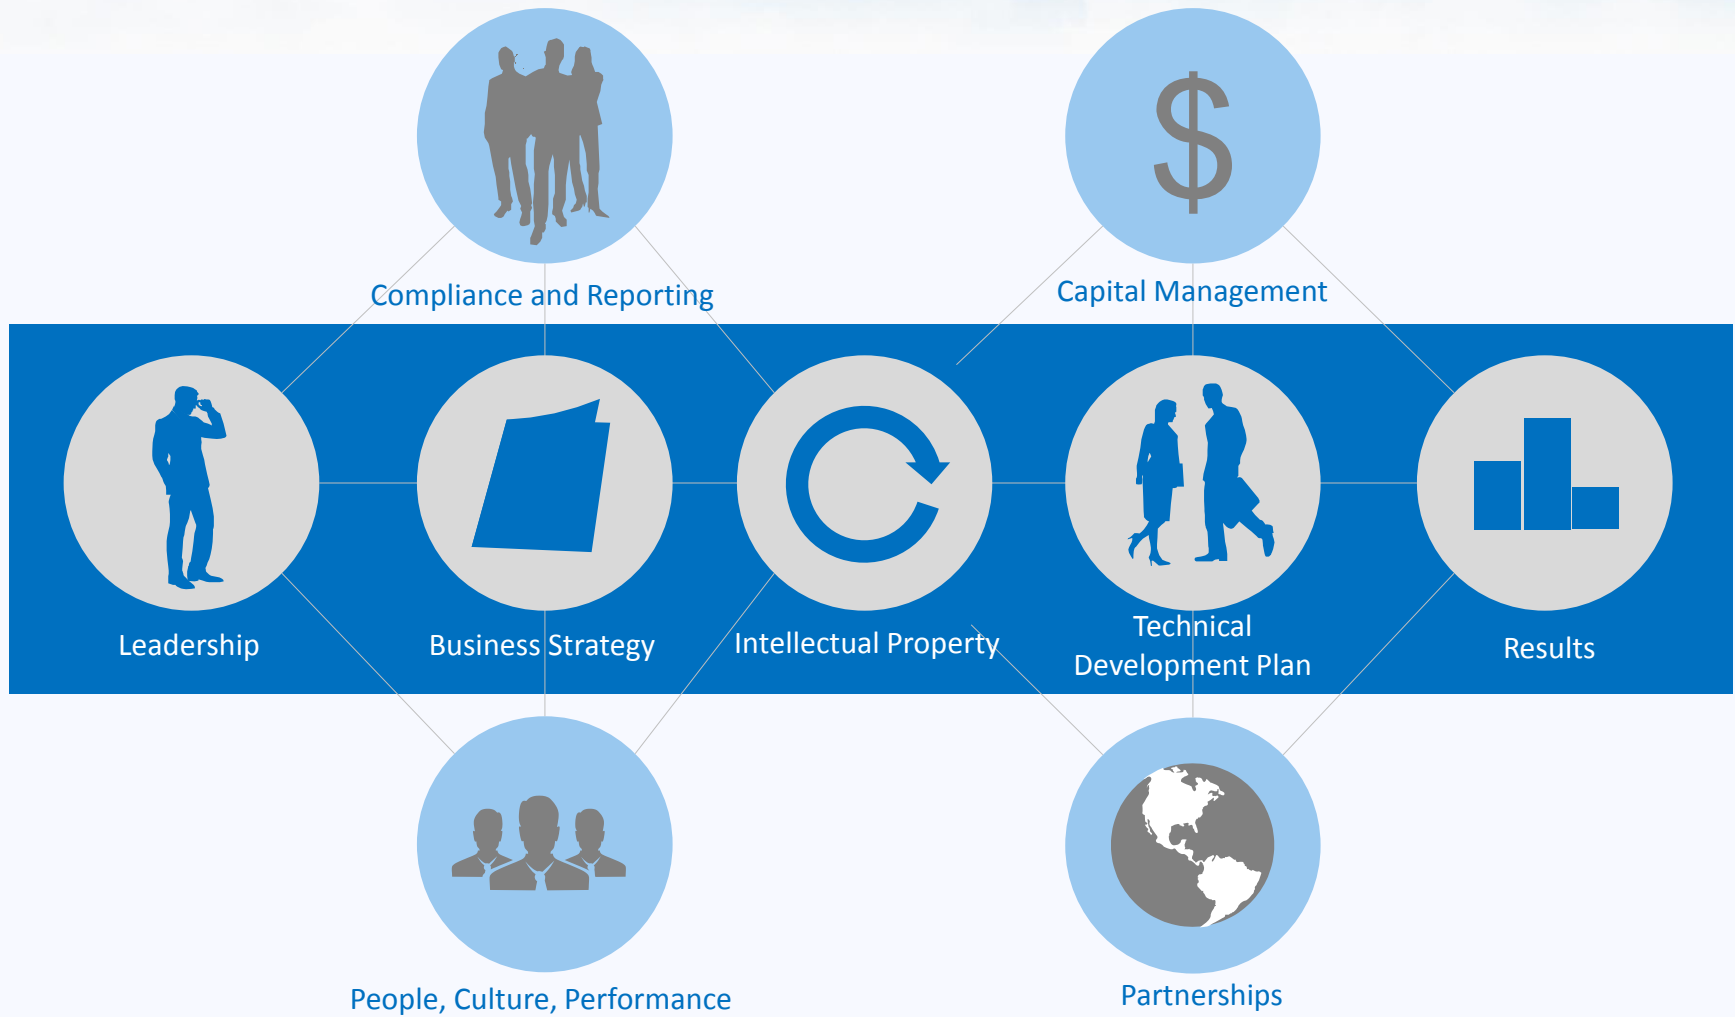 Compliance and Reporting
Capital Management
Leadership
Business Strategy
Intellectual Property
Technical
Development Plan
Results
People, Culture, Performance
Partnerships